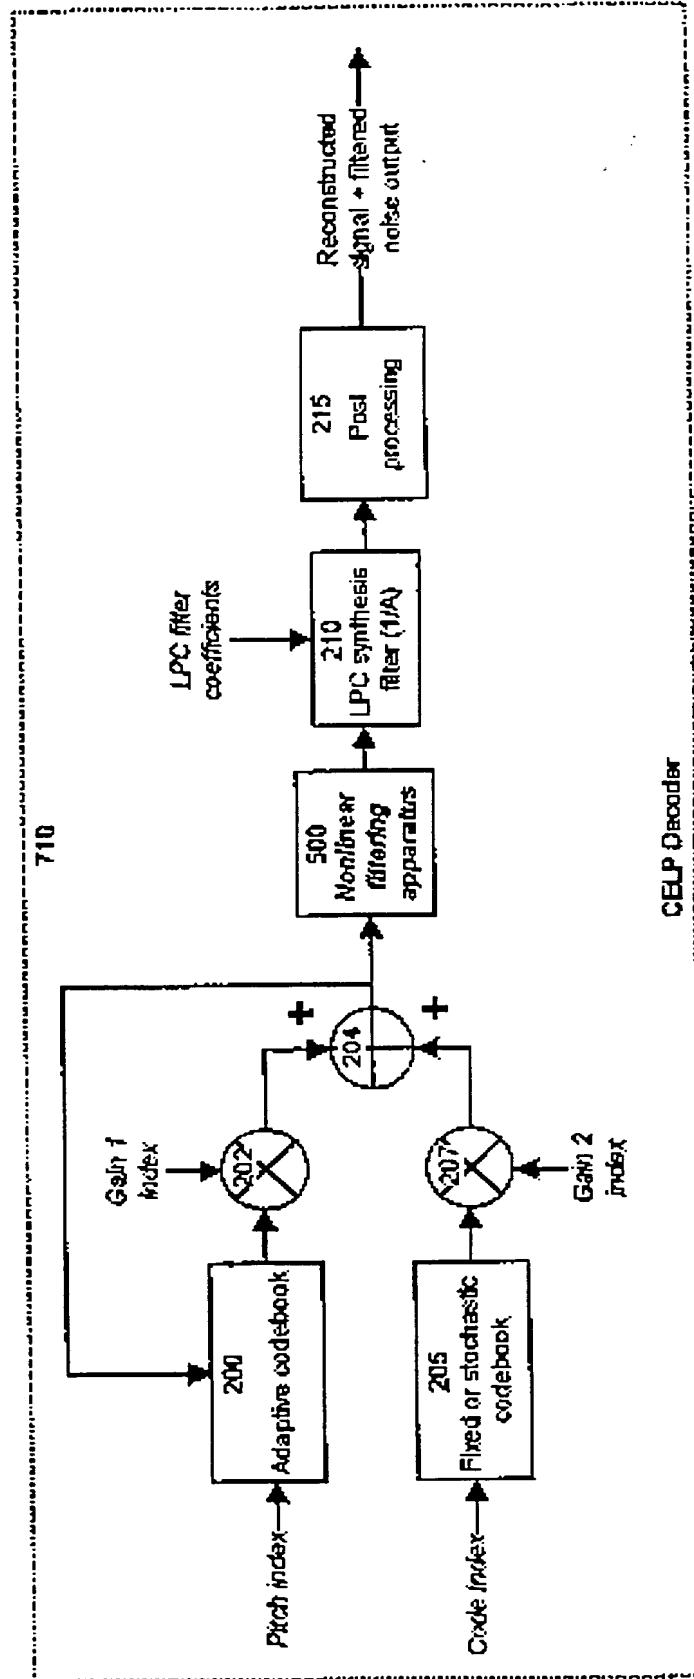 710
Pitch index
200
Adaptive codebook
Gain 1
index
202
204
+
+
Code index
205
Fixed or stochastic
codebook
207
Gain 2
index
500
Nonlinear
filtering
apparatus
LPC filter
coefficients
210
LPC synthesis
filter (1/A)
215
Post
processing
Reconstructed
signal + filtered
noise output
CELP Decoder